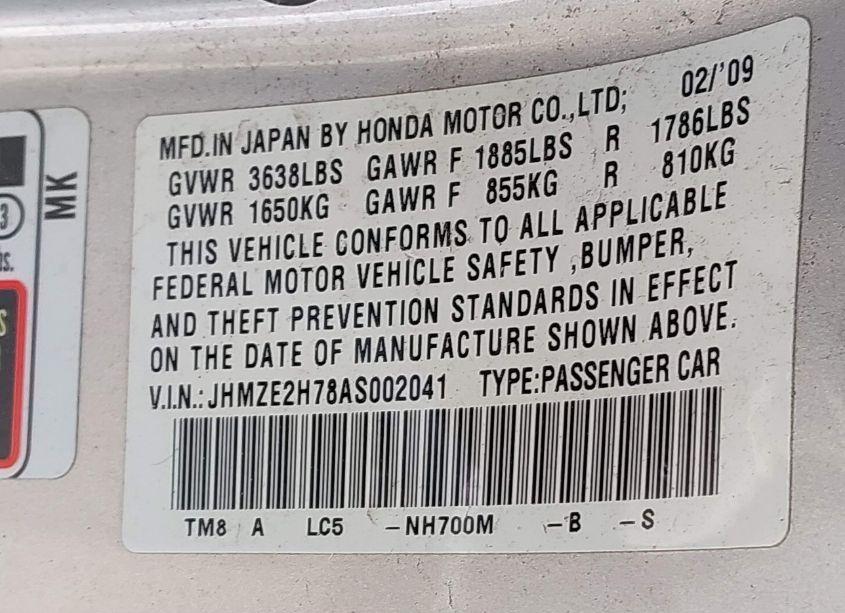 MK
3
IS.
S
MFD.IN JAPAN BY HONDA MOTOR CO.,LTD; 02/'09
GVWR 3638LBS GAWR F 1885LBS R 1786LBS
GVWR 1650KG GAWR F 855KG R 810KG
THIS VEHICLE CONFORMS TO ALL APPLICABLE
FEDERAL MOTOR VEHICLE SAFETY ,BUMPER,
AND THEFT PREVENTION STANDARDS IN EFFECT
ON THE DATE OF MANUFACTURE SHOWN ABOVE.
V.I.N.: JHMZE2H78AS002041 TYPE:PASSENGER CAR
TM8 A LC5 -NH700M -B -S